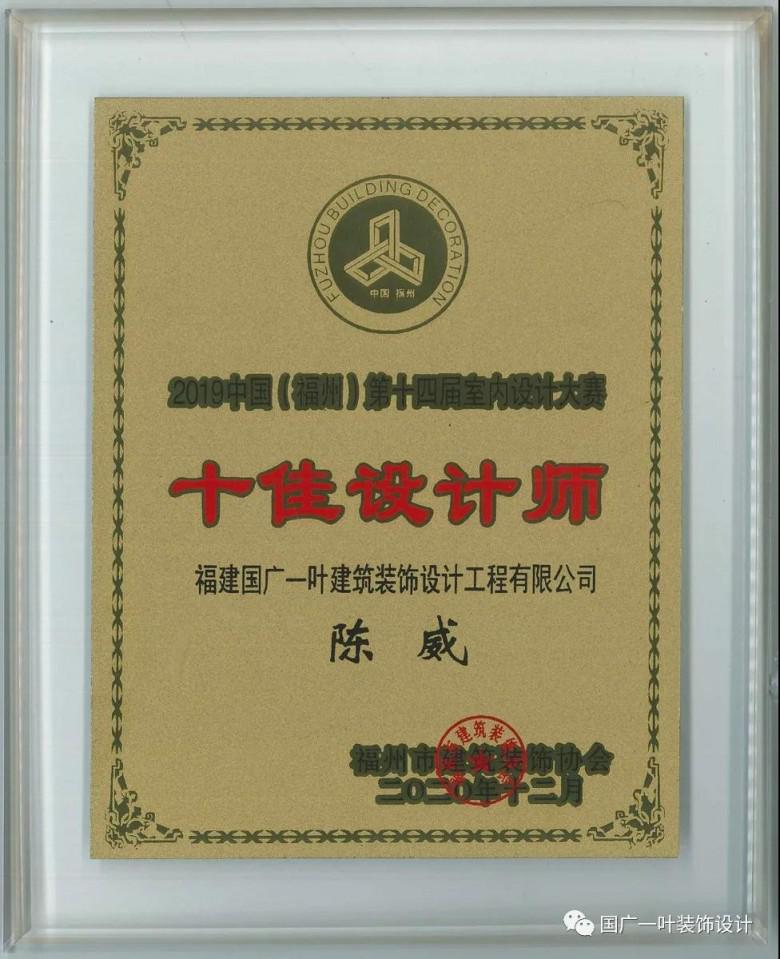 FUZHOU BUILDING DECORATION
中国 福州
2019中国(福州)第十四届室内设计大赛
十佳设计师
福建国广一叶建筑装饰设计工程有限公司
陈 威
福州市建筑装饰协会
二〇二〇年十二月
国广一叶装饰设计